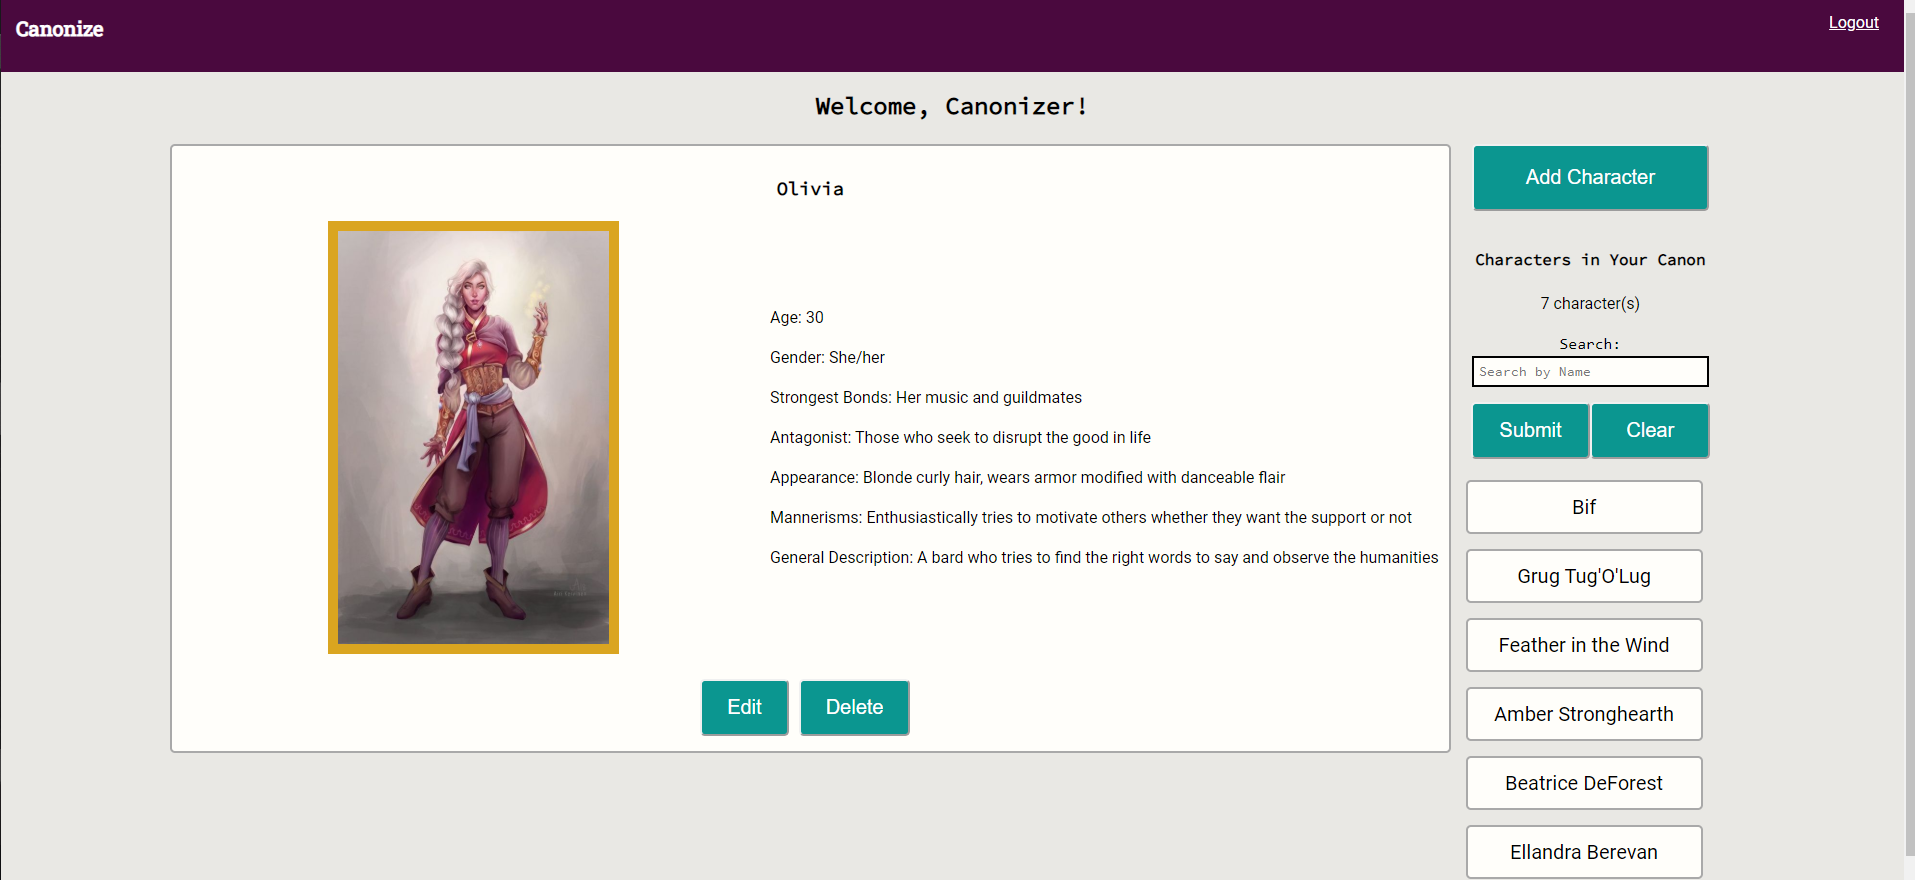 Canonize
Logout
Welcome, Canonizer!
Olivia
Age: 30
Gender: She/her
Strongest Bonds: Her music and guildmates
Antagonist: Those who seek to disrupt the good in life
Appearance: Blonde curly hair, wears armor modified with danceable flair
Mannerisms: Enthusiastically tries to motivate others whether they want the support or not
General Description: A bard who tries to find the right words to say and observe the humanities
Edit
Delete
Add Character
Characters in Your Canon
7 character(s)
Search:
Search by Name
Submit
Clear
Bif
Grug Tug'O'Lug
Feather in the Wind
Amber Stronghearth
Beatrice DeForest
Ellandra Berevan